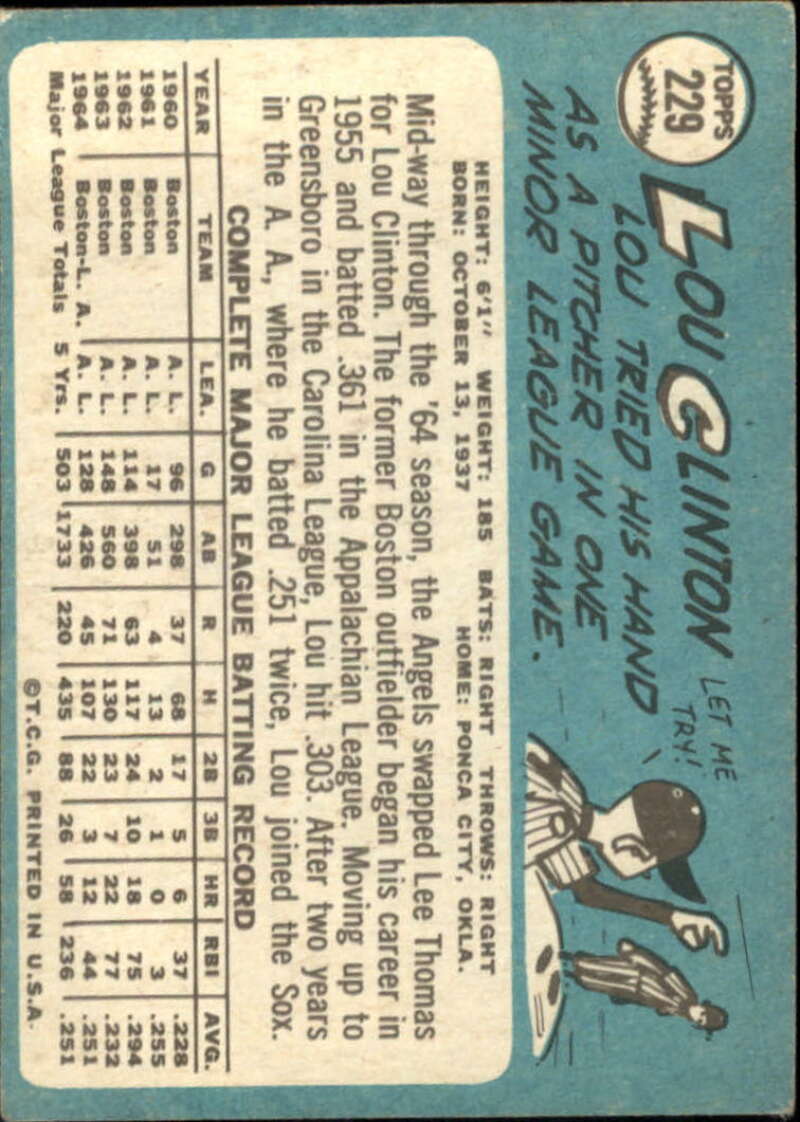 TOPPS
229
LOU CLINTON
LOU TRIED HIS HAND
AS A PITCHER IN ONE
MINOR LEAGUE GAME.
LET ME
TRY!
HEIGHT: 6'1" WEIGHT: 185 BATS: RIGHT THROWS: RIGHT
BORN: OCTOBER 13, 1937 HOME: PONCA CITY, OKLA.
Mid-way through the '64 season, the Angels swapped Lee Thomas
for Lou Clinton. The former Boston outfielder began his career in
1955 and batted .361 in the Appalachian League. Moving up to
Greensboro in the Carolina League, Lou hit .303. After two years
in the A. A., where he batted .251 twice, Lou joined the Sox.
COMPLETE MAJOR LEAGUE BATTING RECORD
YEAR TEAM LEA. G AB R H 2B 3B HR RBI AVG.
1960 Boston A. L. 96 298 37 68 17 5 6 37 .228
1961 Boston A. L. 17 51 4 13 2 1 0 3 .255
1962 Boston A. L. 114 398 63 117 24 10 18 75 .294
1963 Boston A. L. 148 560 71 130 23 7 22 77 .232
1964 Boston-L. A. A. L. 128 426 45 107 22 3 12 44 .251
Major League Totals 5 Yrs. 503 1733 220 435 88 26 58 236 .251
©T.C.G. PRINTED IN U.S.A.